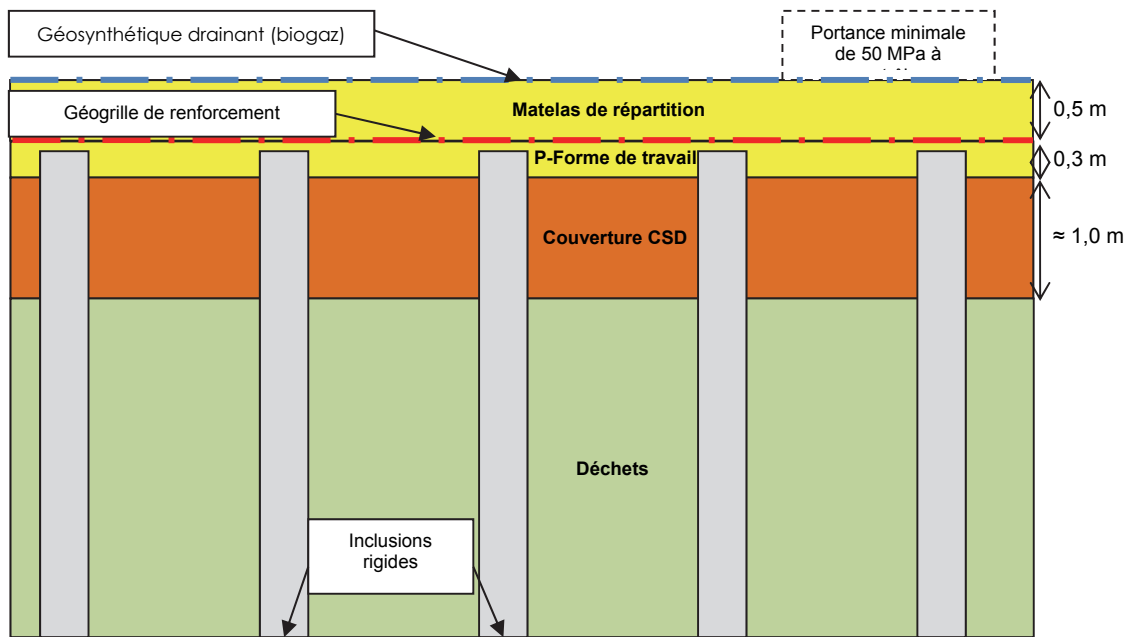 Géosynthétique drainant (biogaz)
Portance minimale
de 50 MPa à
Géogrille de renforcement
Matelas de répartition
0,5 m
P-Forme de travail
0,3 m
Couverture CSD
≈ 1,0 m
Déchets
Inclusions
rigides